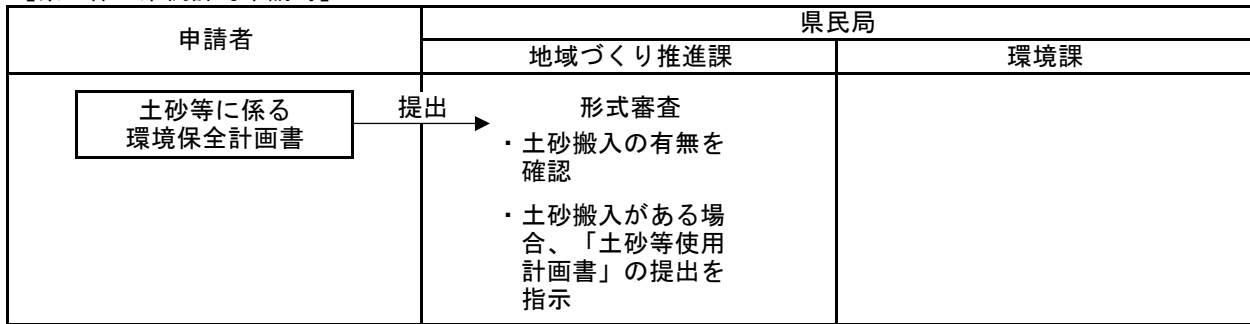 申請者
県民局
地域づくり推進課
環境課
土砂等に係る
環境保全計画書
提出
形式審査
・土砂搬入の有無を
確認
・土砂搬入がある場
合、「土砂等使用
計画書」の提出を
指示